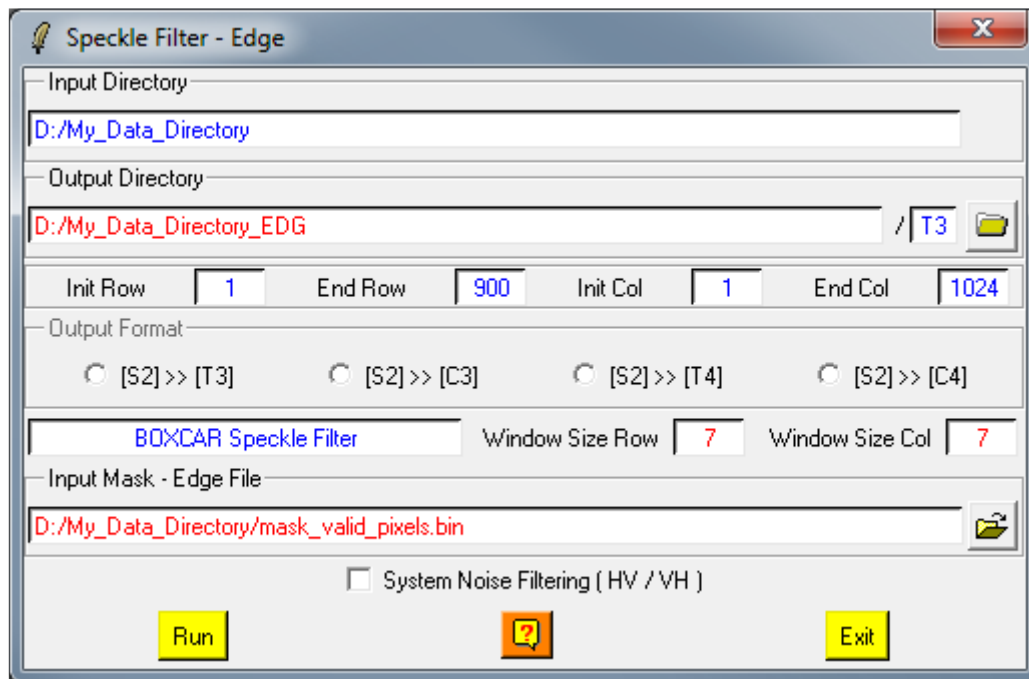 Speckle Filter - Edge
Input Directory
D:/My_Data_Directory
Output Directory
D:/My_Data_Directory_EDG / T3
Init Row 1 End Row 900 Init Col 1 End Col 1024
Output Format
[S2] >> [T3] [S2] >> [C3] [S2] >> [T4] [S2] >> [C4]
BOXCAR Speckle Filter Window Size Row 7 Window Size Col 7
Input Mask - Edge File
D:/My_Data_Directory/mask_valid_pixels.bin
System Noise Filtering ( HV / VH )
Run ? Exit